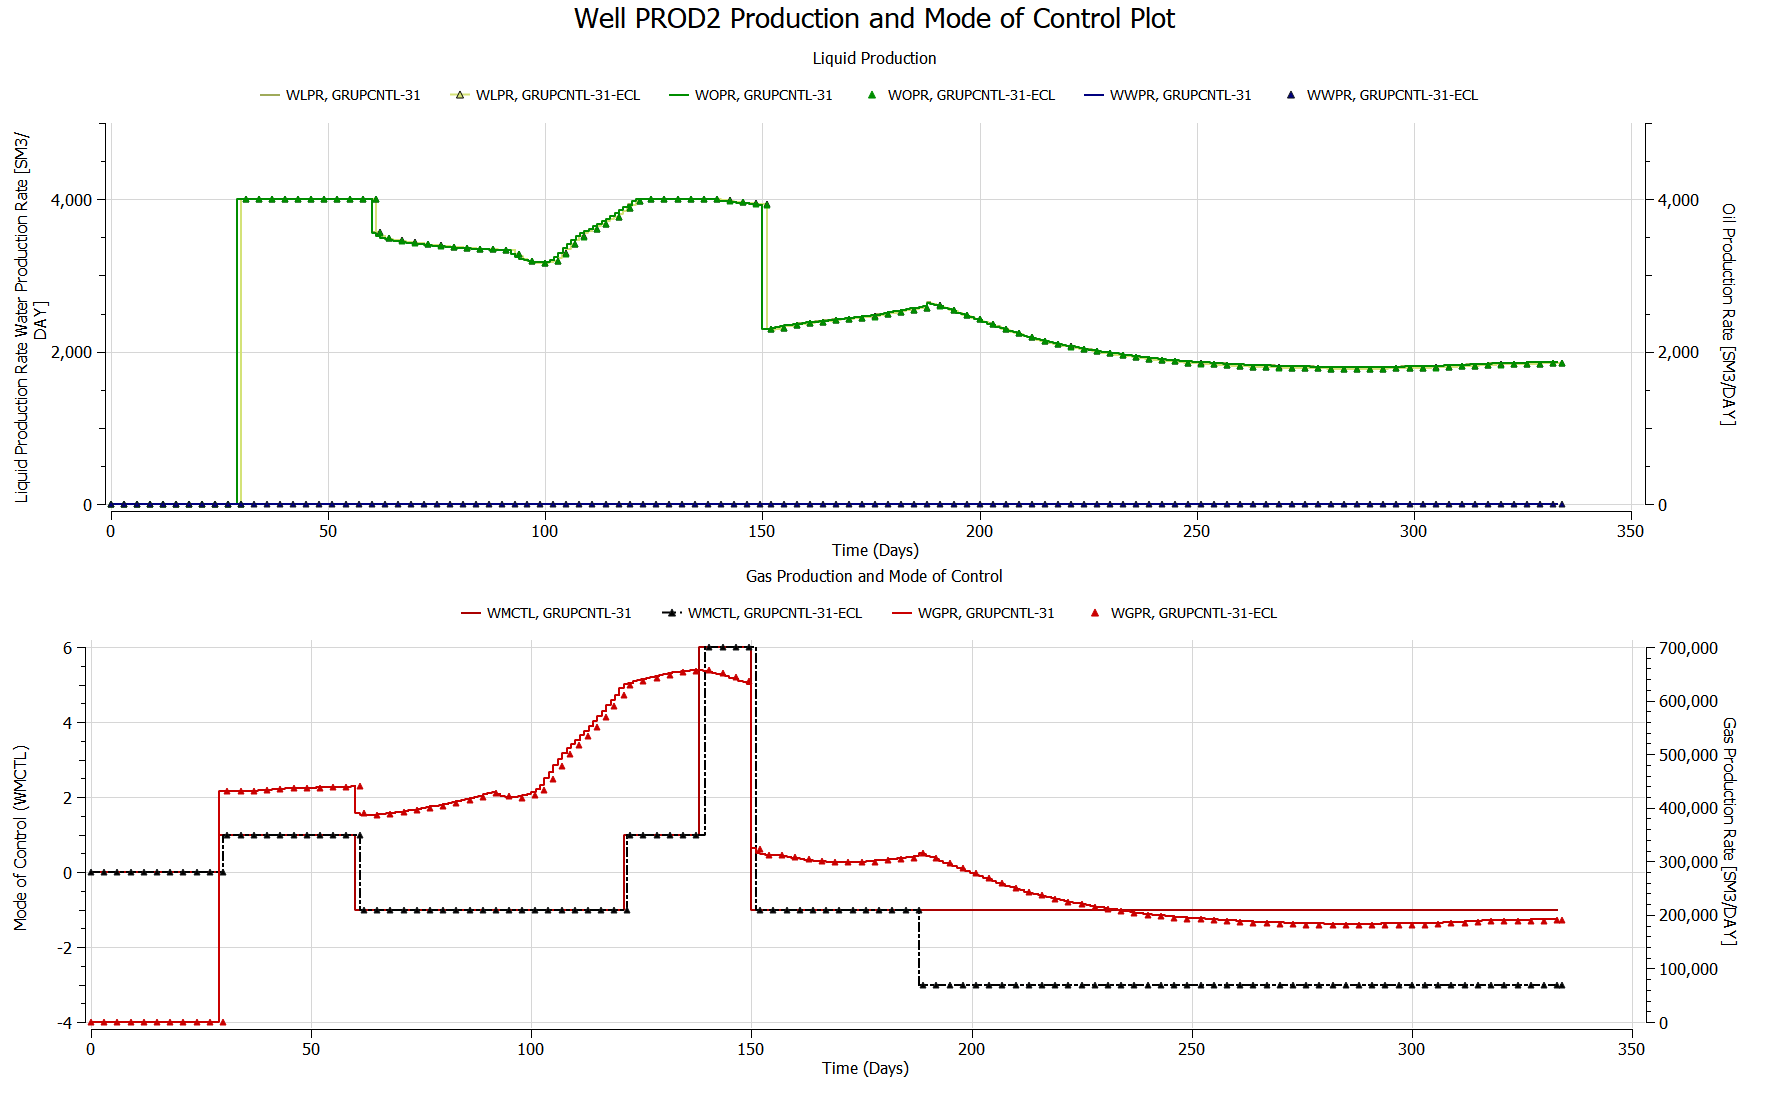 Well PROD2 Production and Mode of Control Plot
Liquid Production
WLPR, GRUPCNTL-31 WLPR, GRUPCNTL-31-ECL WOPR, GRUPCNTL-31 WOPR, GRUPCNTL-31-ECL WWPR, GRUPCNTL-31 WWPR, GRUPCNTL-31-ECL
Liquid Production Rate Water Production Rate [SM3/
DAY]
4,000
2,000
0
4,000
2,000
0
Oil Production Rate [SM3/DAY]
0 50 100 150 200 250 300 350
Time (Days)
Gas Production and Mode of Control
WMCTL, GRUPCNTL-31 WMCTL, GRUPCNTL-31-ECL WGPR, GRUPCNTL-31 WGPR, GRUPCNTL-31-ECL
Mode of Control (WMCTL)
6
4
2
0
-2
-4
700,000
600,000
500,000
400,000
300,000
200,000
100,000
0
Gas Production Rate [SM3/DAY]
0 50 100 150 200 250 300 350
Time (Days)